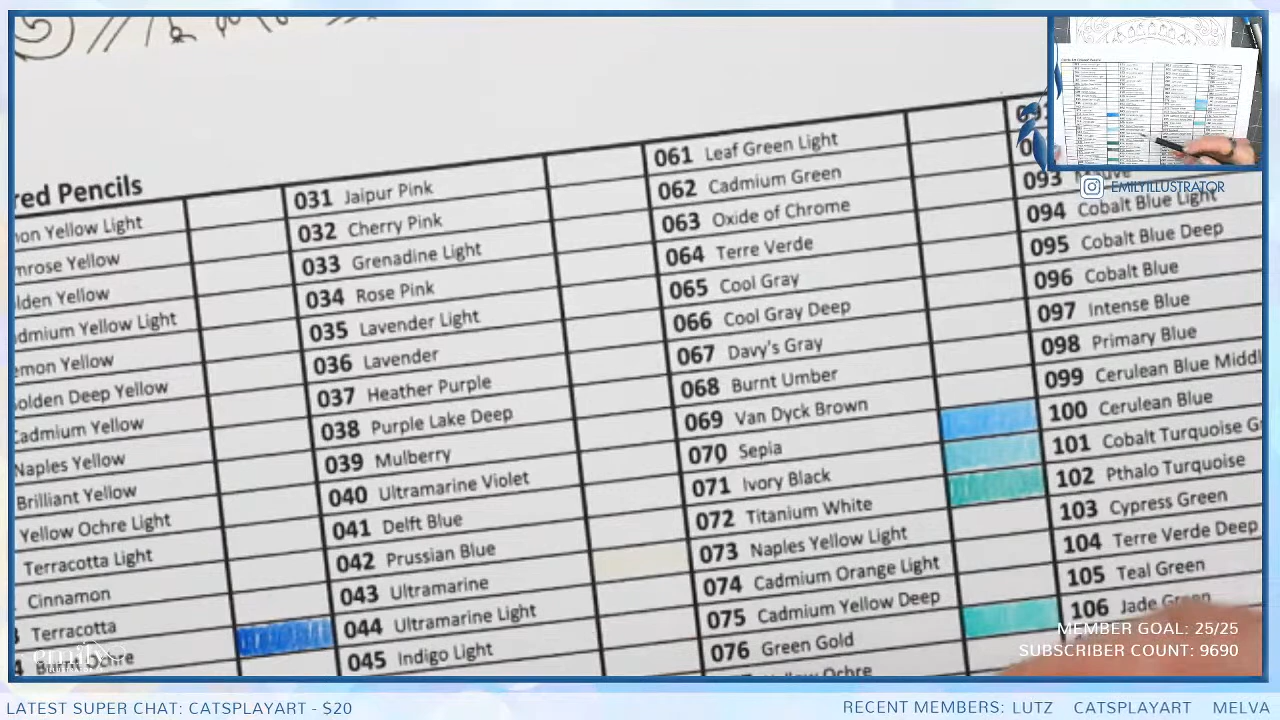 red Pencils
on Yellow Light
mrose Yellow
lden Yellow
admium Yellow Light
emon Yellow
olden Deep Yellow
Cadmium Yellow
Naples Yellow
Brilliant Yellow
Yellow Ochre Light
Terracotta Light
Cinnamon
Terracotta
031 Jaipur Pink
032 Cherry Pink
033 Grenadine Light
034 Rose Pink
035 Lavender Light
036 Lavender
037 Heather Purple
038 Purple Lake Deep
039 Mulberry
040 Ultramarine Violet
041 Delft Blue
042 Prussian Blue
043 Ultramarine
044 Ultramarine Light
045 Indigo Light
061 Leaf Green Light
062 Cadmium Green
063 Oxide of Chrome
064 Terre Verde
065 Cool Gray
066 Cool Gray Deep
067 Davy's Gray
068 Burnt Umber
069 Van Dyck Brown
070 Sepia
071 Ivory Black
072 Titanium White
073 Naples Yellow Light
074 Cadmium Orange Light
075 Cadmium Yellow Deep
076 Green Gold
093 Mauve
094 Cobalt Blue Light
095 Cobalt Blue Deep
096 Cobalt Blue
097 Intense Blue
098 Primary Blue
099 Cerulean Blue Midd
100 Cerulean Blue
101 Cobalt Turquoise G
102 Pthalo Turquoise
103 Cypress Green
104 Terre Verde Deep
105 Teal Green
106 Jade Green
EMILYILLUSTRATOR
emily
MEMBER GOAL: 25/25
SUBSCRIBER COUNT: 9690
LATEST SUPER CHAT: CATSPLAYART - $20
RECENT MEMBERS: LUTZ CATSPLAYART MELVA